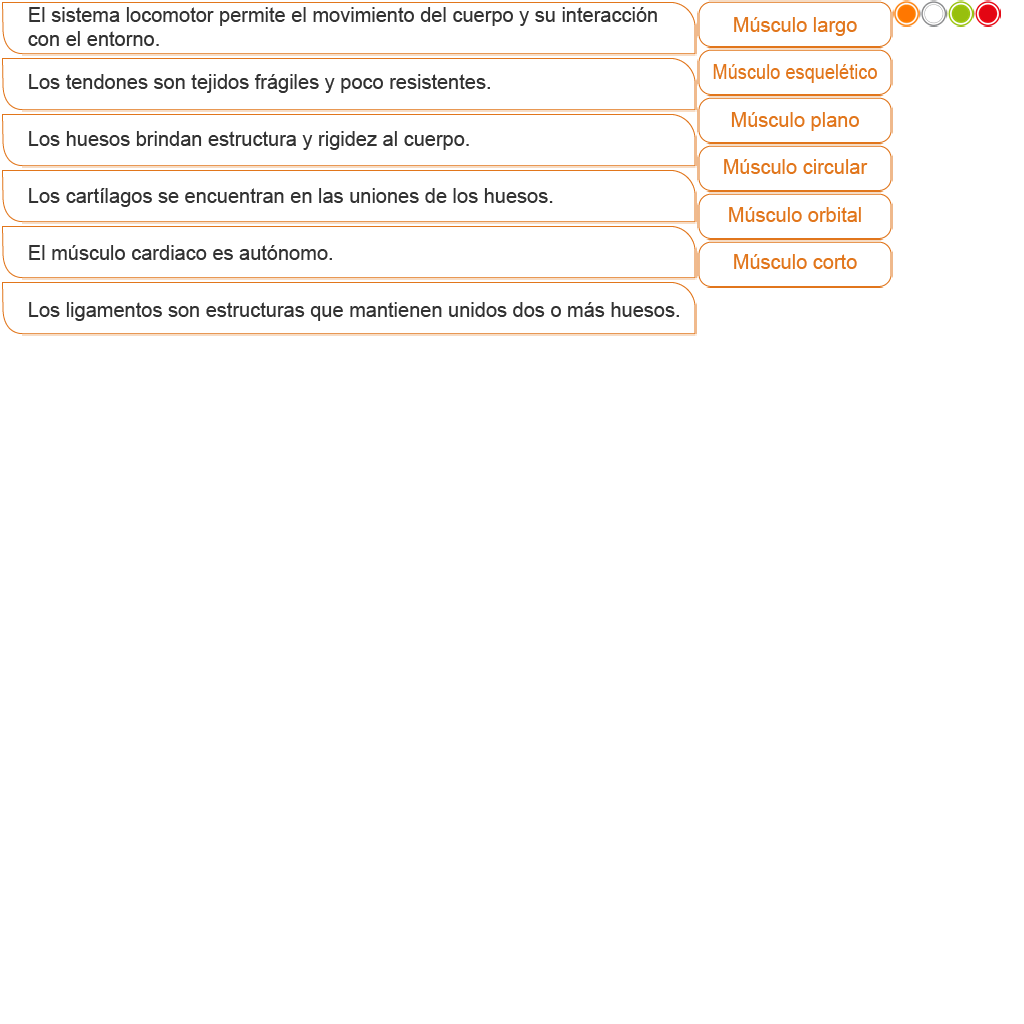 El sistema locomotor permite el movimiento del cuerpo y su interacción
con el entorno.
Los tendones son tejidos frágiles y poco resistentes.
Los huesos brindan estructura y rigidez al cuerpo.
Los cartílagos se encuentran en las uniones de los huesos.
El músculo cardiaco es autónomo.
Los ligamentos son estructuras que mantienen unidos dos o más huesos.
Músculo largo
Músculo esquelético
Músculo plano
Músculo circular
Músculo orbital
Músculo corto